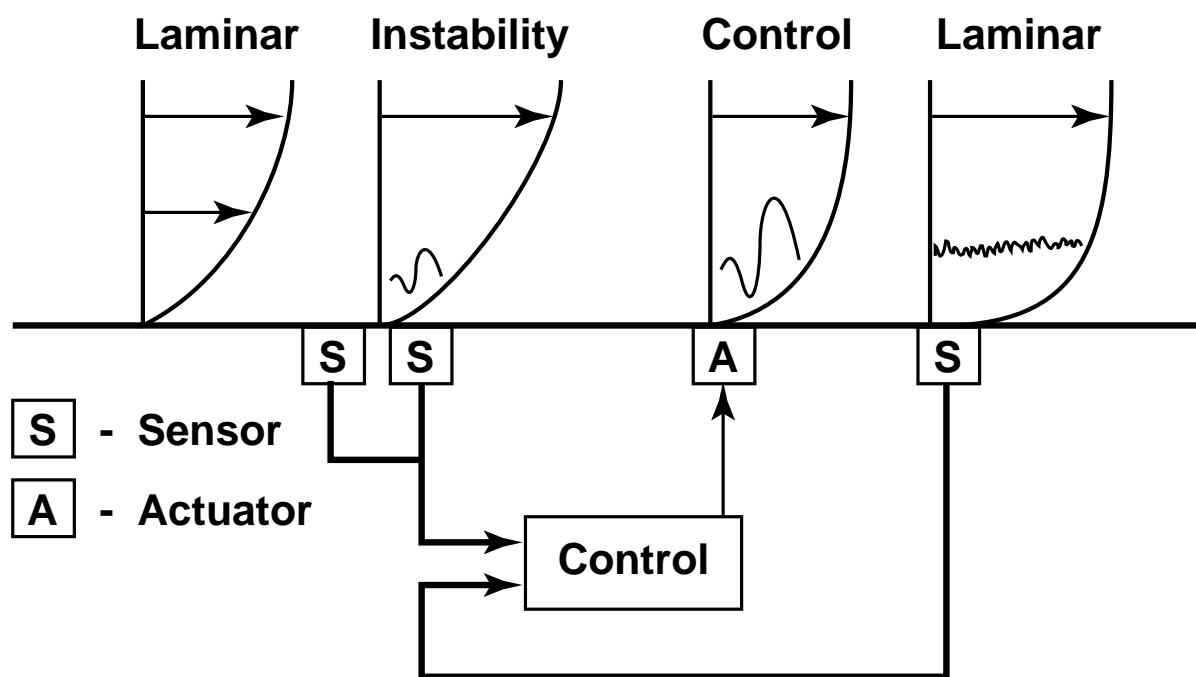 Laminar Instability Control Laminar
S S A S
S - Sensor
A - Actuator
Control